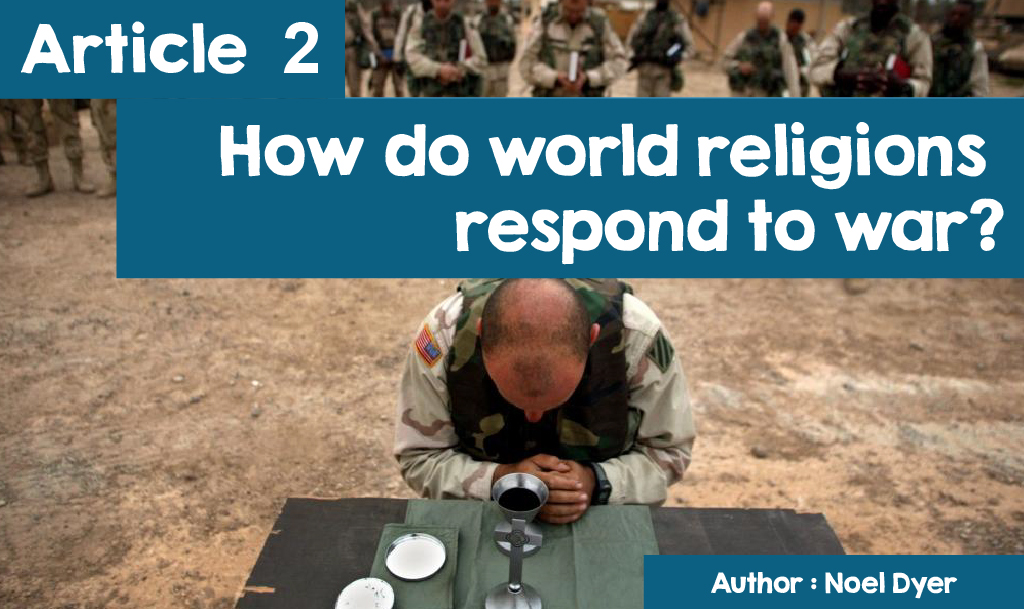 Article 2
How do world religions
respond to war?
Author : Noel Dyer